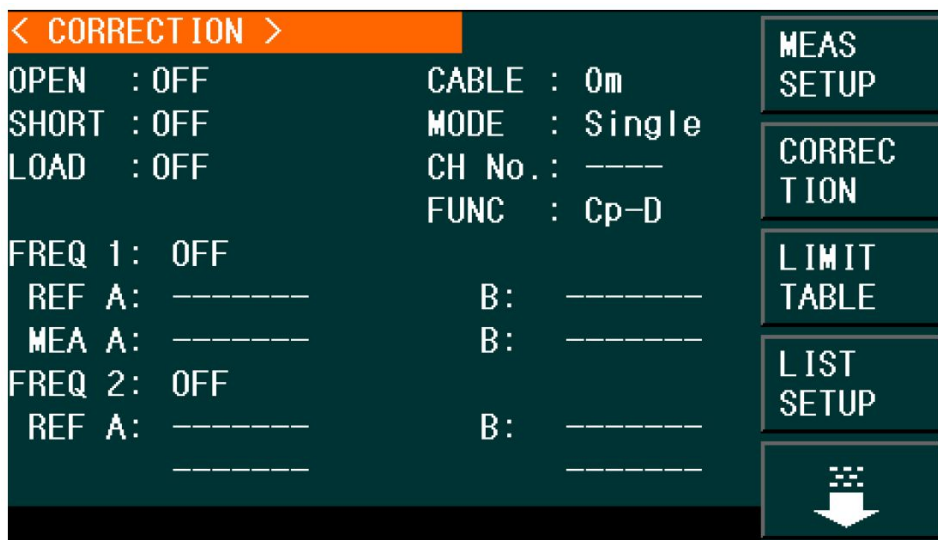 < CORRECTION >
OPEN : OFF CABLE : 0m
SHORT : OFF MODE : Single
LOAD : OFF CH No.: ----
FUNC : Cp-D
FREQ 1: OFF
REF A: ------- B: -------
MEA A: ------- B: -------
FREQ 2: OFF
REF A: ------- B: -------
------- -------
MEAS
SETUP
CORREC
TION
LIMIT
TABLE
LIST
SETUP